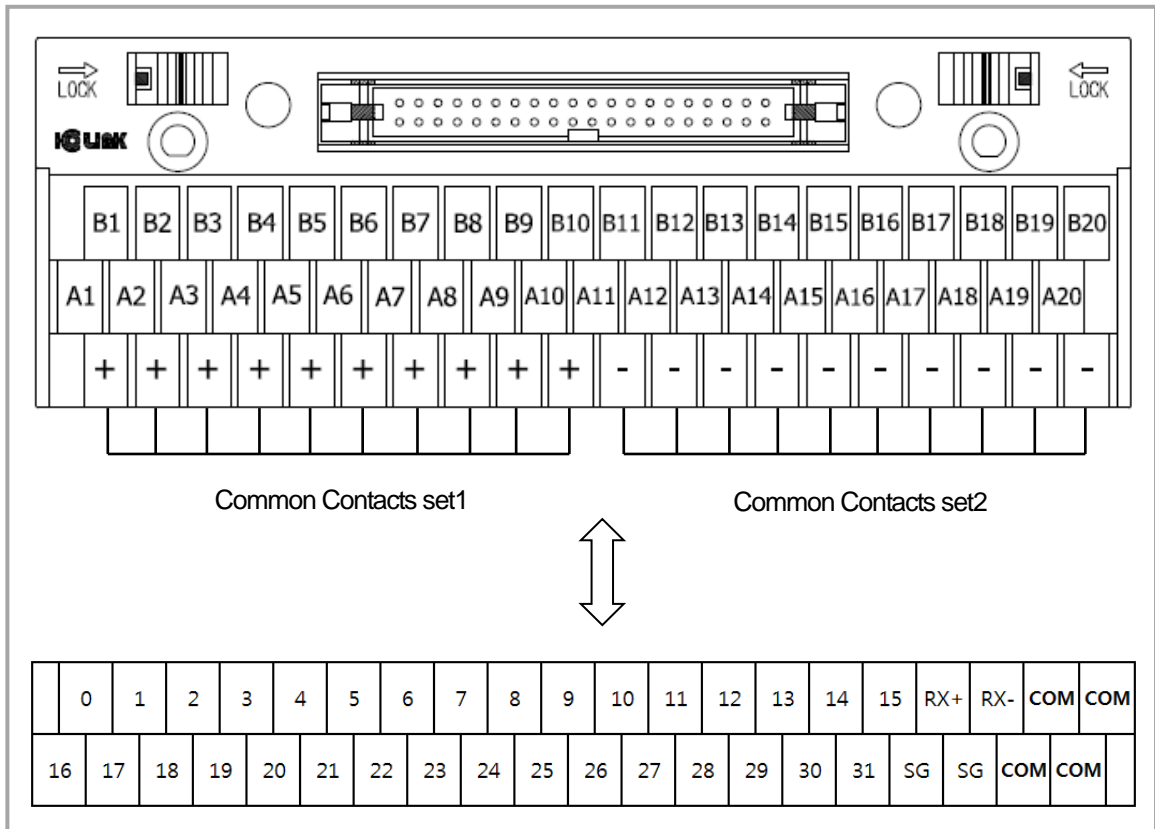 LOCK LOCK
B1 B2 B3 B4 B5 B6 B7 B8 B9 B10 B11 B12 B13 B14 B15 B16 B17 B18 B19 B20
A1 A2 A3 A4 A5 A6 A7 A8 A9 A10 A11 A12 A13 A14 A15 A16 A17 A18 A19 A20
+ + + + + + + + + + - - - - - - - - - -
Common Contacts set1 Common Contacts set2
0 1 2 3 4 5 6 7 8 9 10 11 12 13 14 15 RX+ RX- COM COM
16 17 18 19 20 21 22 23 24 25 26 27 28 29 30 31 SG SG COM COM